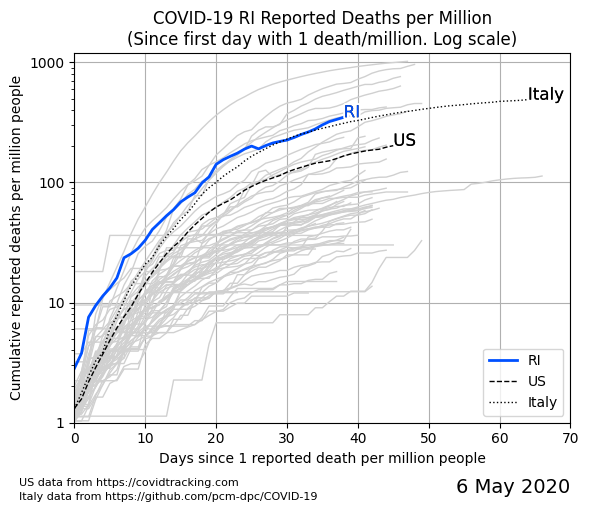 COVID-19 RI Reported Deaths per Million
(Since first day with 1 death/million. Log scale)
Cumulative reported deaths per million people
1000
100
10
1
Italy
RI
US
RI
US
Italy
0 10 20 30 40 50 60 70
Days since 1 reported death per million people
US data from https://covidtracking.com
Italy data from https://github.com/pcm-dpc/COVID-19
6 May 2020